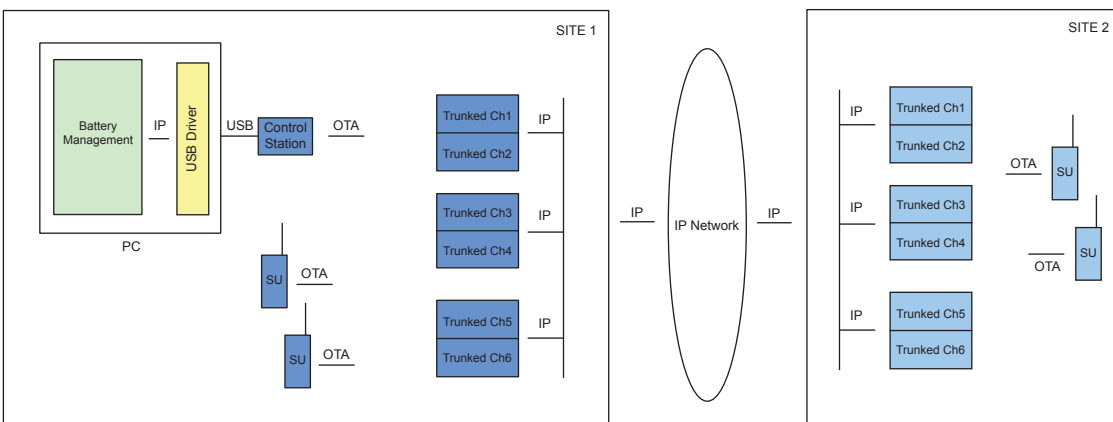 SITE 1
Battery
Management
IP
USB Driver
USB
Control
Station
OTA
PC
Trunked Ch1
Trunked Ch2
IP
Trunked Ch3
Trunked Ch4
IP
Trunked Ch5
Trunked Ch6
IP
SU
OTA
SU
OTA
IP
IP Network
IP
SITE 2
IP
Trunked Ch1
Trunked Ch2
IP
Trunked Ch3
Trunked Ch4
IP
Trunked Ch5
Trunked Ch6
OTA
SU
OTA
SU